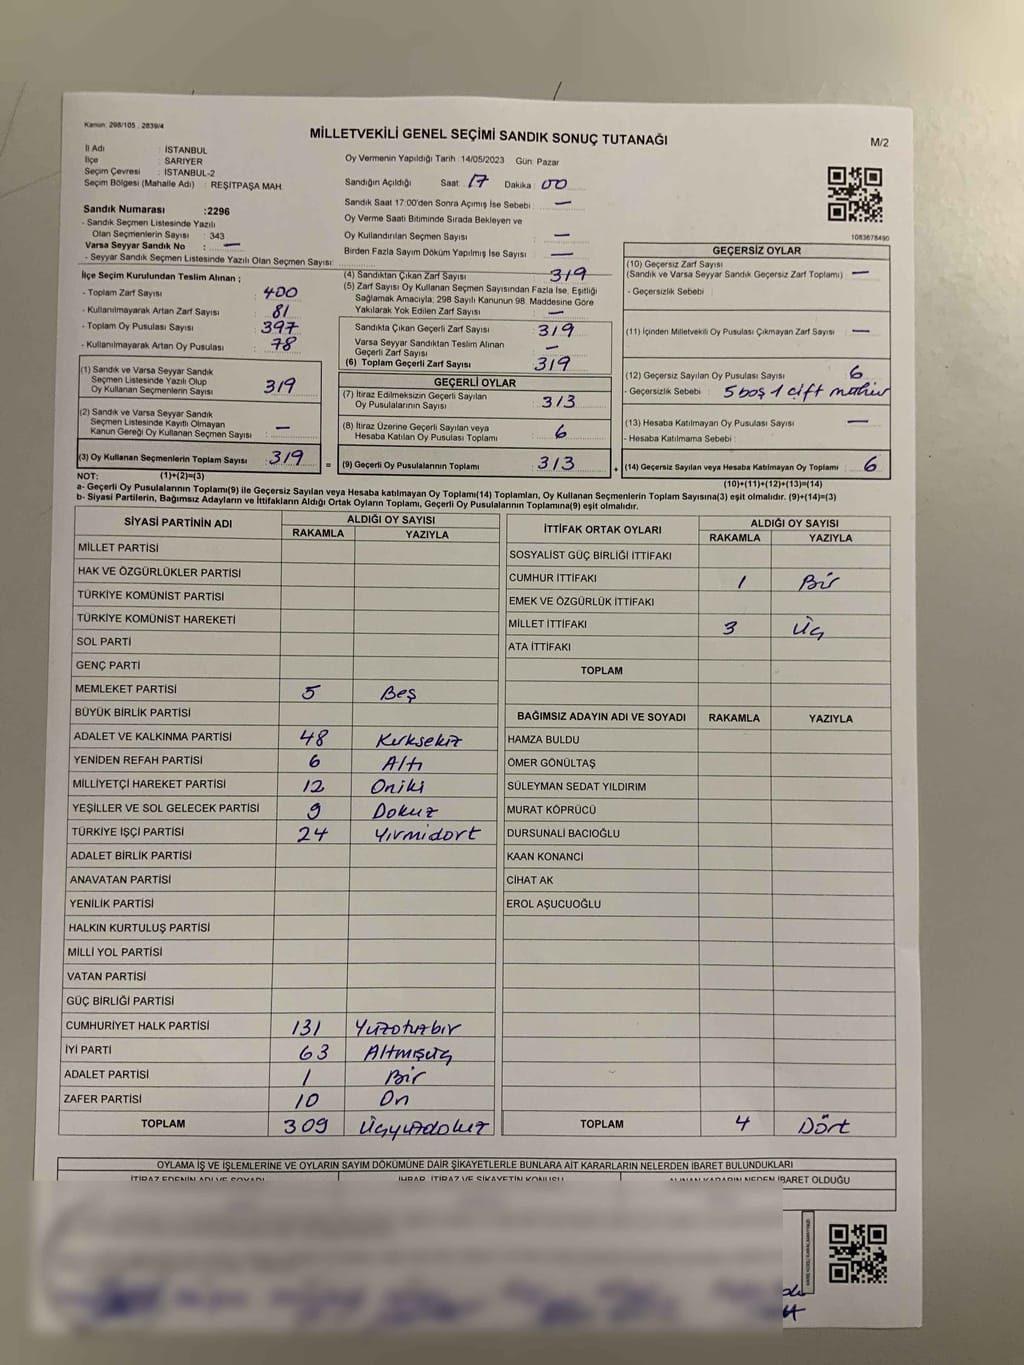 Kanun: 298/105 , 2839/4
MİLLETVEKİLİ GENEL SEÇİMİ SANDIK SONUÇ TUTANAĞI
M/2
İl Adı : İSTANBUL
İlçe : SARIYER
Seçim Çevresi : İSTANBUL-2
Seçim Bölgesi (Mahalle Adı) : REŞİTPAŞA MAH.
Sandık Numarası :2296
- Sandık Seçmen Listesinde Yazılı
Olan Seçmenlerin Sayısı : 343
Varsa Seyyar Sandık No : —
- Seyyar Sandık Seçmen Listesinde Yazılı Olan Seçmen Sayısı:
Oy Vermenin Yapıldığı Tarih :14/05/2023 Gün: Pazar
Sandığın Açıldığı Saat : 17 Dakika : 00
Sandık Saat 17:00'den Sonra Açımış İse Sebebi : —
Oy Verme Saati Bitiminde Sırada Bekleyen ve
Oy Kullandırılan Seçmen Sayısı : —
Birden Fazla Sayım Döküm Yapılmış İse Sayısı : —
1083678490
İlçe Seçim Kurulundan Teslim Alınan ;
- Toplam Zarf Sayısı : 400
- Kullanılmayarak Artan Zarf Sayısı : 81
- Toplam Oy Pusulası Sayısı : 397
- Kullanılmayarak Artan Oy Pusulası : 78
(1) Sandık ve Varsa Seyyar Sandık
Seçmen Listesinde Yazılı Olup
Oy Kullanan Seçmenlerin Sayısı : 319
(2) Sandık ve Varsa Seyyar Sandık
Seçmen Listesinde Kayıtlı Olmayan
Kanun Gereği Oy Kullanan Seçmen Sayısı : —
(3) Oy Kullanan Seçmenlerin Toplam Sayısı : 319
(4) Sandıktan Çıkan Zarf Sayısı : 319
(5) Zarf Sayısı Oy Kullanan Seçmen Sayısından Fazla İse, Eşitliği
Sağlamak Amacıyla, 298 Sayılı Kanunun 98. Maddesine Göre
Yakılarak Yok Edilen Zarf Sayısı : —
Sandıkta Çıkan Geçerli Zarf Sayısı : 319
Varsa Seyyar Sandıktan Teslim Alınan
Geçerli Zarf Sayısı : —
(6) Toplam Geçerli Zarf Sayısı : 319
GEÇERLİ OYLAR
(7) İtiraz Edilmeksizin Geçerli Sayılan
Oy Pusulalarının Sayısı : 313
(8) İtiraz Üzerine Geçerli Sayılan veya
Hesaba Katılan Oy Pusulası Toplamı : 6
= (9) Geçerli Oy Pusulalarının Toplamı : 313
GEÇERSİZ OYLAR
(10) Geçersiz Zarf Sayısı
(Sandık ve Varsa Seyyar Sandık Geçersiz Zarf Toplamı) : —
- Geçersizlik Sebebi :
(11) İçinden Milletvekili Oy Pusulası Çıkmayan Zarf Sayısı : —
(12) Geçersiz Sayılan Oy Pusulası Sayısı : 6
- Geçersizlik Sebebi : 5 boş 1 çift mühür
(13) Hesaba Katılmayan Oy Pusulası Sayısı : —
- Hesaba Katılmama Sebebi :
+ (14) Geçersiz Sayılan veya Hesaba Katılmayan Oy Toplamı : 6
NOT: (1)+(2)=(3)
(10)+(11)+(12)+(13)=(14)
a- Geçerli Oy Pusulalarının Toplamı(9) ile Geçersiz Sayılan veya Hesaba katılmayan Oy Toplamı(14) Toplamları, Oy Kullanan Seçmenlerin Toplam Sayısına(3) eşit olmalıdır. (9)+(14)=(3)
b- Siyasi Partilerin, Bağımsız Adayların ve İttifakların Aldığı Ortak Oyların Toplamı, Geçerli Oy Pusulalarının Toplamına(9) eşit olmalıdır.
SİYASİ PARTİNİN ADI ALDIĞI OY SAYISI
RAKAMLA YAZIYLA
MİLLET PARTİSİ
HAK VE ÖZGÜRLÜKLER PARTİSİ
TÜRKİYE KOMÜNİST PARTİSİ
TÜRKİYE KOMÜNİST HAREKETİ
SOL PARTİ
GENÇ PARTİ
MEMLEKET PARTİSİ 5 Beş
BÜYÜK BİRLİK PARTİSİ
ADALET VE KALKINMA PARTİSİ 48 Kırksekiz
YENİDEN REFAH PARTİSİ 6 Altı
MİLLİYETÇİ HAREKET PARTİSİ 12 Oniki
YEŞİLLER VE SOL GELECEK PARTİSİ 9 Dokuz
TÜRKİYE İŞÇİ PARTİSİ 24 Yirmidört
ADALET BİRLİK PARTİSİ
ANAVATAN PARTİSİ
YENİLİK PARTİSİ
HALKIN KURTULUŞ PARTİSİ
MİLLİ YOL PARTİSİ
VATAN PARTİSİ
GÜÇ BİRLİĞİ PARTİSİ
CUMHURİYET HALK PARTİSİ 131 Yüzotuzbir
İYİ PARTİ 63 Altmışüç
ADALET PARTİSİ 1 Bir
ZAFER PARTİSİ 10 On
TOPLAM 309 Üçyüzdokuz
İTTİFAK ORTAK OYLARI ALDIĞI OY SAYISI
RAKAMLA YAZIYLA
SOSYALİST GÜÇ BİRLİĞİ İTTİFAKI
CUMHUR İTTİFAKI 1 Bir
EMEK VE ÖZGÜRLÜK İTTİFAKI
MİLLET İTTİFAKI 3 Üç
ATA İTTİFAKI
TOPLAM
BAĞIMSIZ ADAYIN ADI VE SOYADI RAKAMLA YAZIYLA
HAMZA BULDU
ÖMER GÖNÜLTAŞ
SÜLEYMAN SEDAT YILDIRIM
MURAT KÖPRÜCÜ
DURSUNALİ BACIOĞLU
KAAN KONANCİ
CİHAT AK
EROL AŞUCUOĞLU
TOPLAM 4 Dört
OYLAMA İŞ VE İŞLEMLERİNE VE OYLARIN SAYIM DÖKÜMÜNE DAİR ŞİKAYETLERLE BUNLARA AİT KARARLARIN NELERDEN İBARET BULUNDUKLARI
İTİRAZ EDENİN ADI VE SOYADI İHBAR, İTİRAZ VE ŞİKAYETİN KONUSU ALINAN KARARIN NEDEN İBARET OLDUĞU